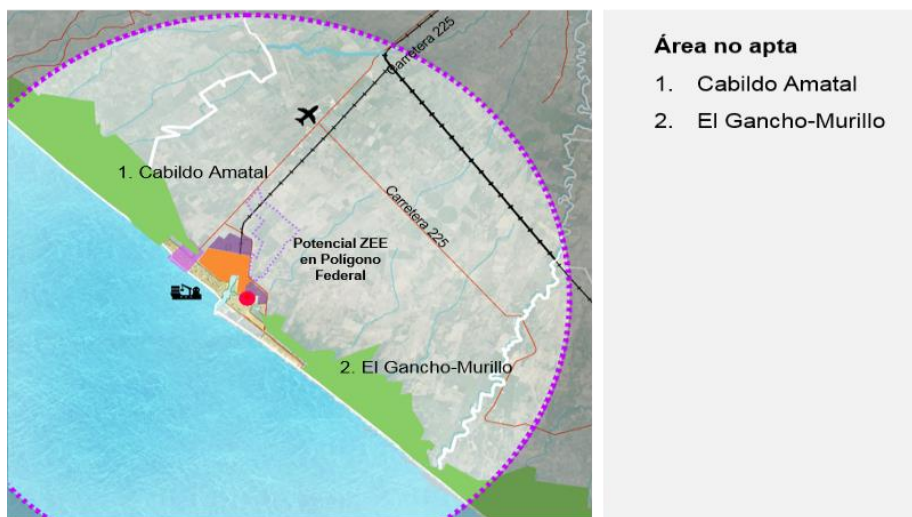 Carretera 225
1. Cabildo Amatal
Carretera 225
Potencial ZEE
en Polígono
Federal
2. El Gancho-Murillo
Área no apta
1. Cabildo Amatal
2. El Gancho-Murillo